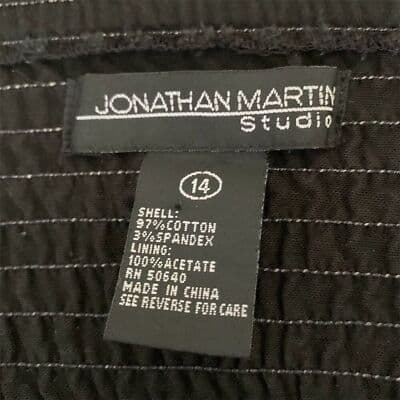 JONATHAN MARTIN
Studio
14
SHELL:
97%COTTON
3%SPANDEX
LINING:
100%ACETATE
RN 50640
MADE IN CHINA
SEE REVERSE FOR CARE